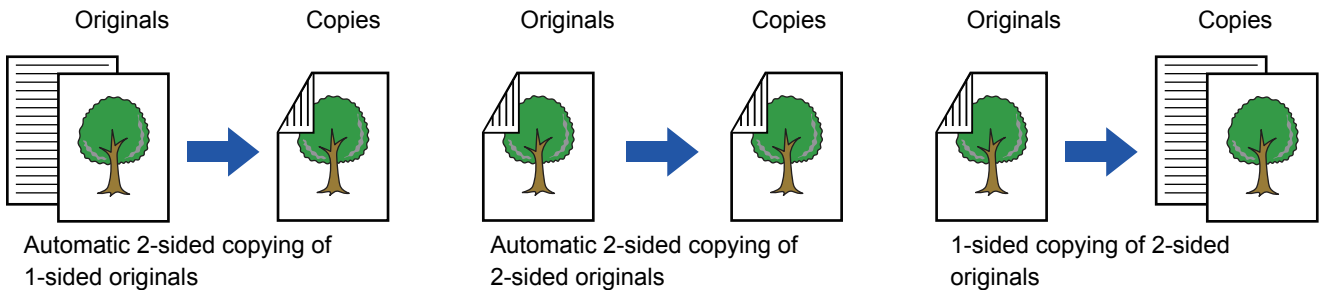 Originals Copies Originals Copies Originals Copies
Automatic 2-sided copying of
1-sided originals
Automatic 2-sided copying of
2-sided originals
1-sided copying of 2-sided
originals